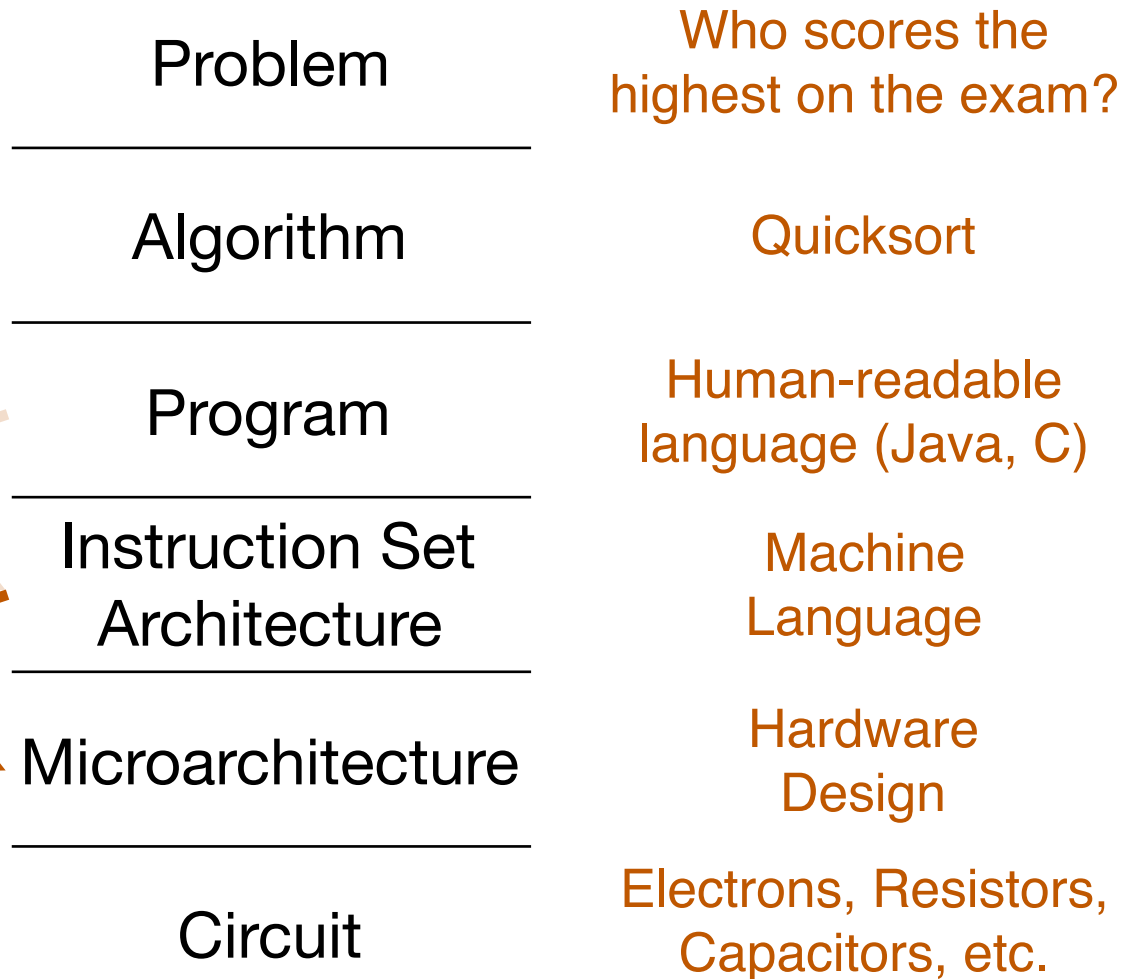 Problem
Who scores the
highest on the exam?
Algorithm
Quicksort
Program
Human-readable
language (Java, C)
Instruction Set
Architecture
Machine
Language
Microarchitecture
Hardware
Design
Circuit
Electrons, Resistors,
Capacitors, etc.